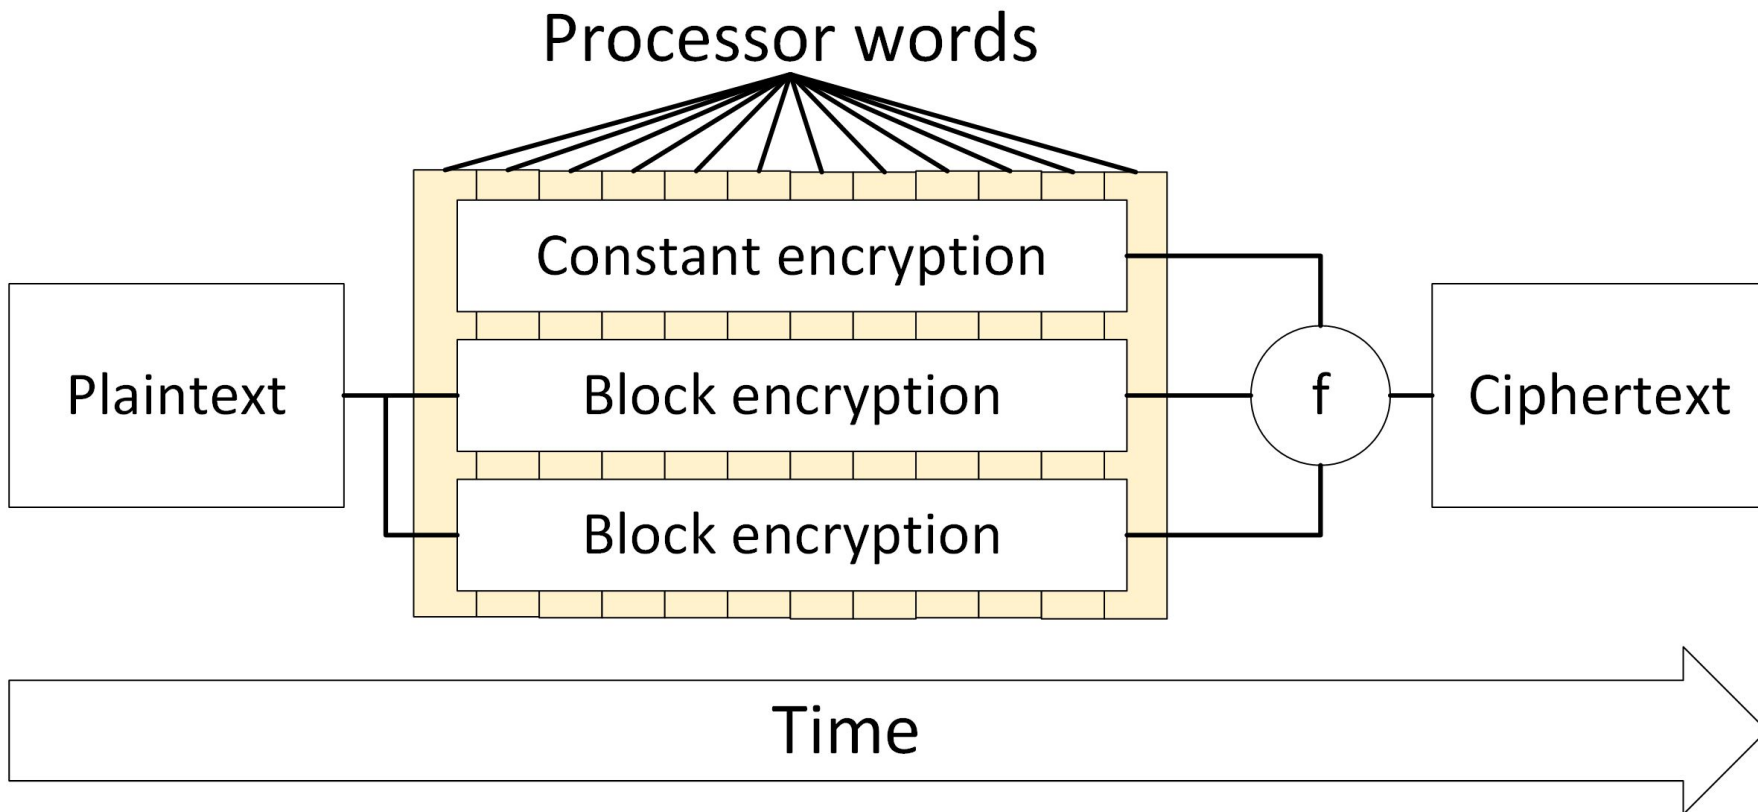 Processor words
Constant encryption
Plaintext
Block encryption
f
Ciphertext
Block encryption
Time